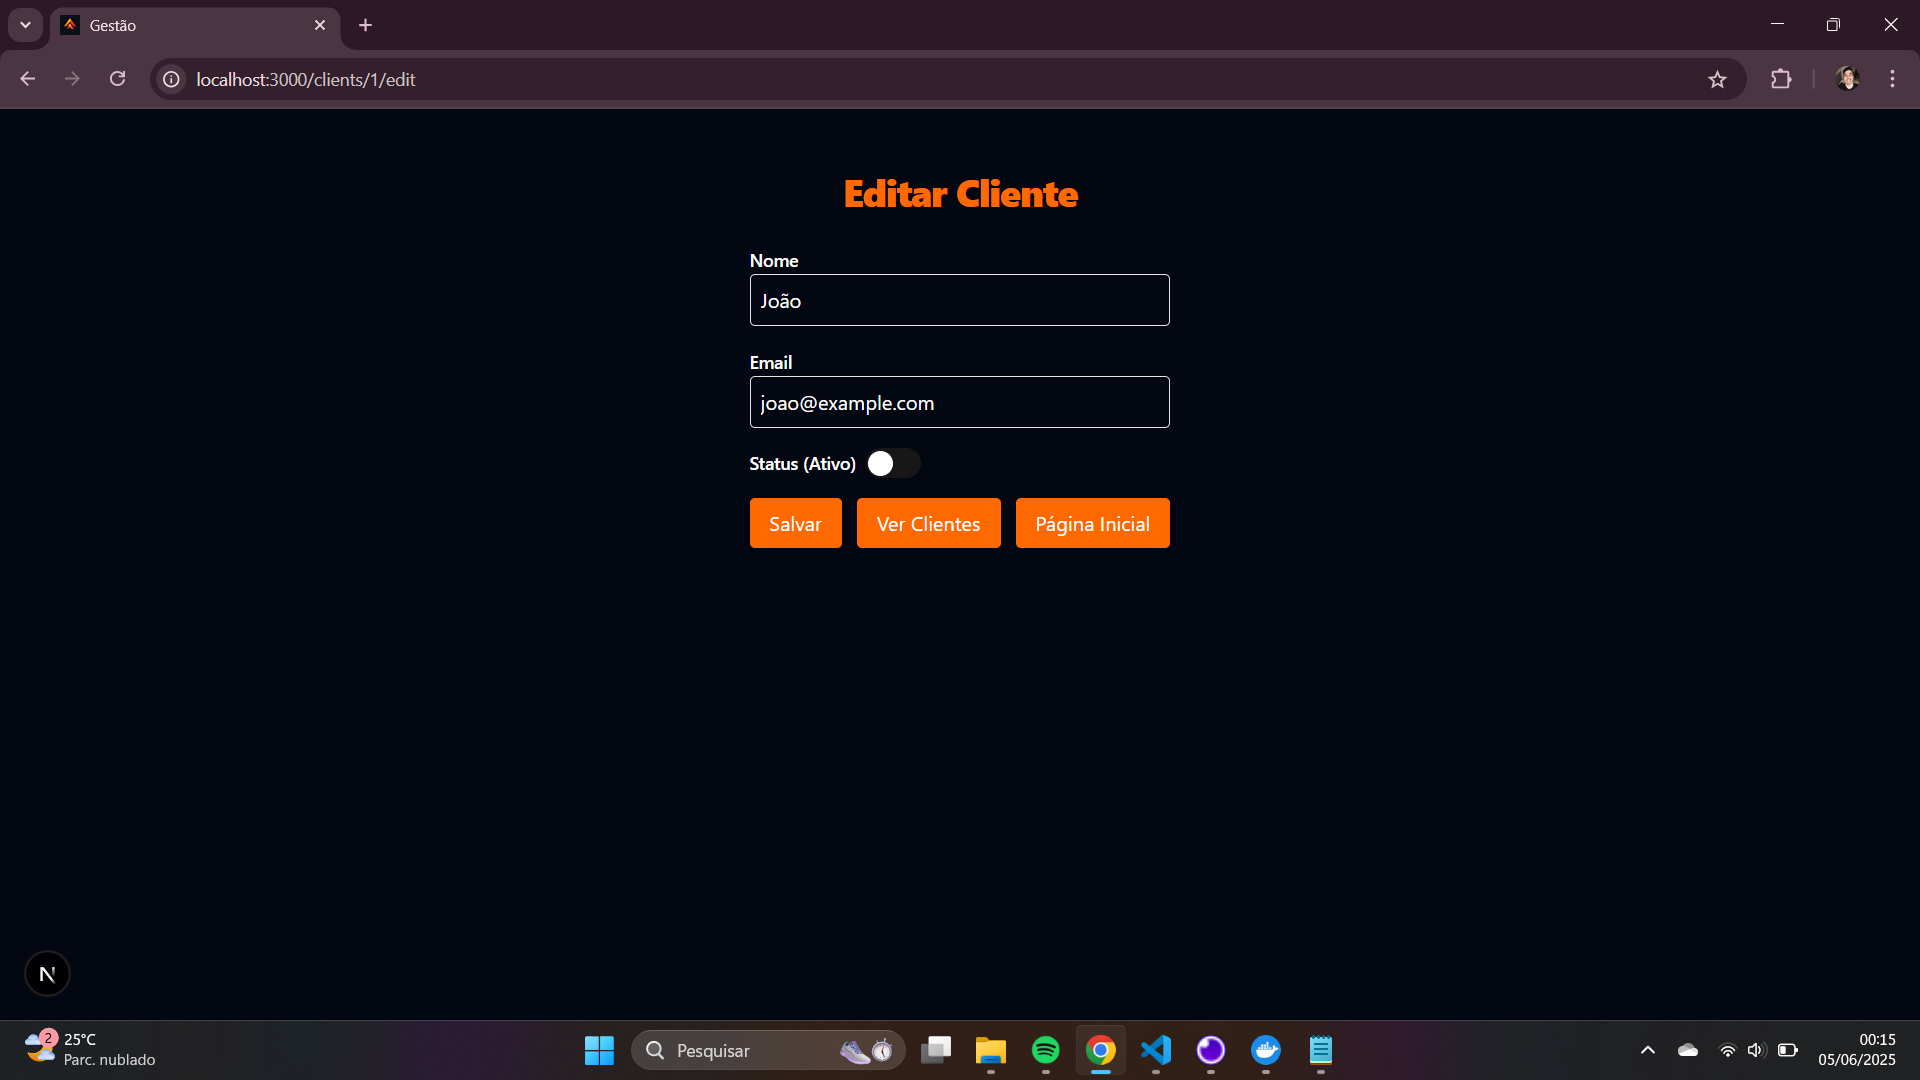 Gestão
localhost:3000/clients/1/edit
Editar Cliente
Nome
João
Email
joao@example.com
Status (Ativo)
Salvar
Ver Clientes
Página Inicial
N
2
25°C
Parc. nublado
Pesquisar
00:15
05/06/2025